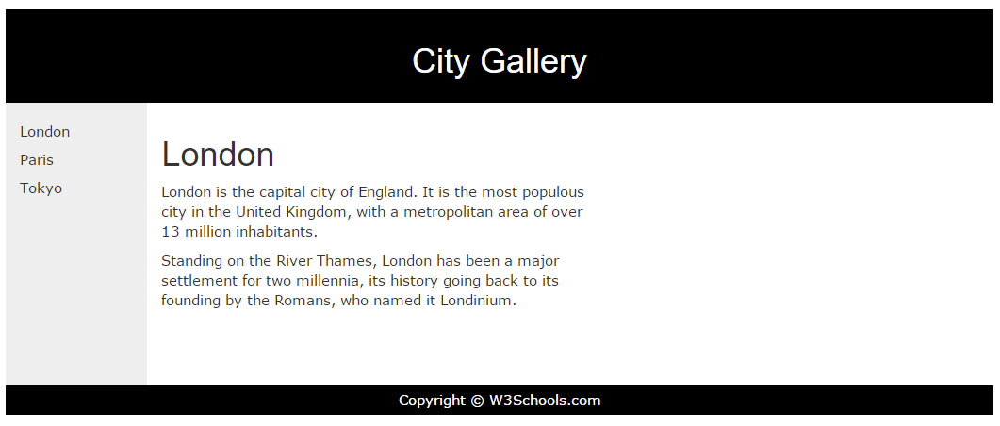 City Gallery
London
Paris
Tokyo
London
London is the capital city of England. It is the most populous
city in the United Kingdom, with a metropolitan area of over
13 million inhabitants.
Standing on the River Thames, London has been a major
settlement for two millennia, its history going back to its
founding by the Romans, who named it Londinium.
Copyright © W3Schools.com